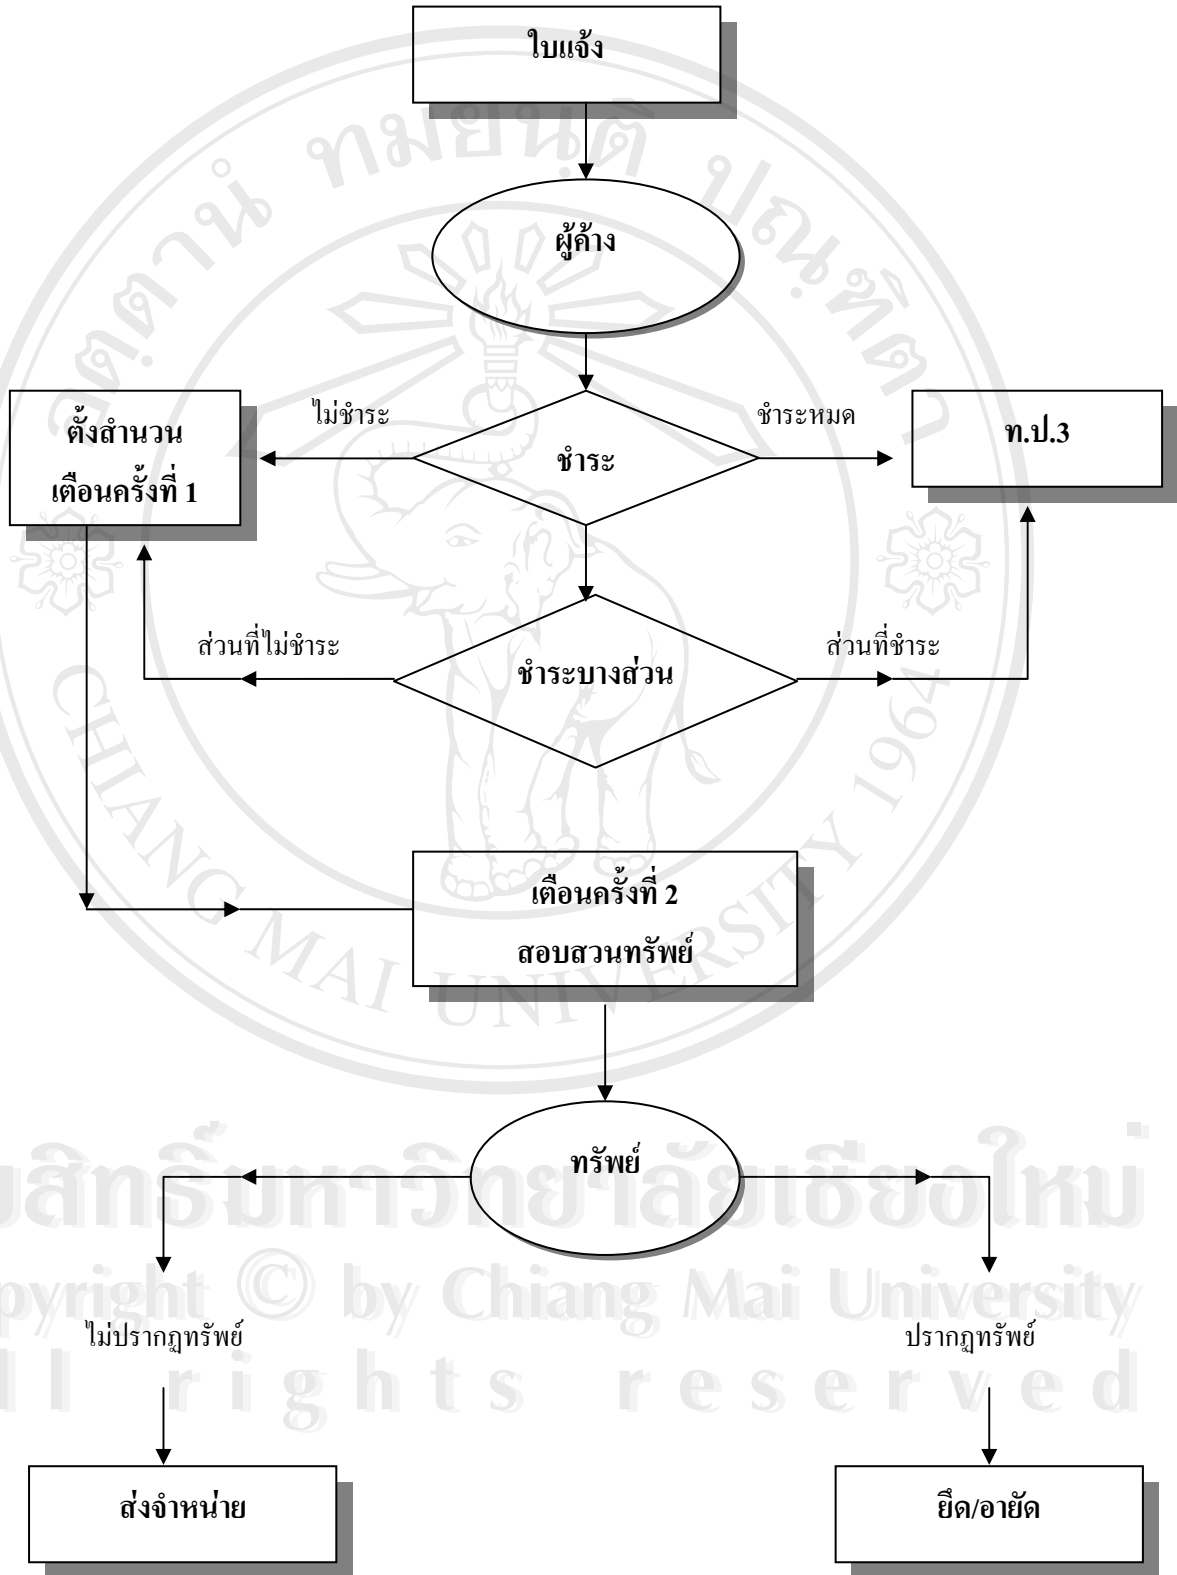 ใบแจ้ง
ผู้ค้าง
ไม่ชำระ
ชำระหมด
ตั้งสำนวน
เตือนครั้งที่ 1
ชำระ
ท.ป.3
ส่วนที่ไม่ชำระ
ชำระบางส่วน
ส่วนที่ชำระ
เตือนครั้งที่ 2
สอบสวนทรัพย์
ทรัพย์
ไม่ปรากฏทรัพย์
ปรากฏทรัพย์
ส่งจำหน่าย
ยึด/อายัด
CHIANG MAI UNIVERSITY 1964
สิทธิ์มหาวิทยาลัยเชียงใหม่
pyright © by Chiang Mai University
rights reserved